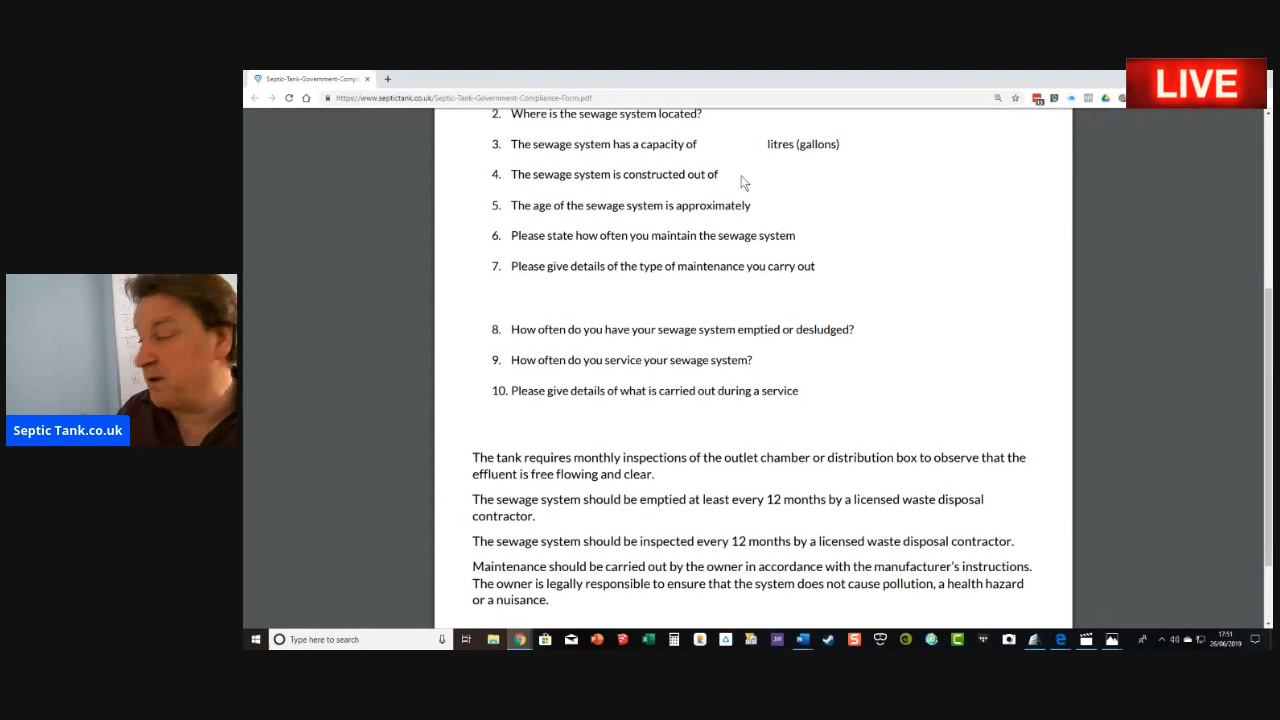 LIVE
Septic-Tank-Government-Compl
https://www.septictank.co.uk/Septic-Tank-Government-Compliance-Form.pdf
2. Where is the sewage system located?
3. The sewage system has a capacity of litres (gallons)
4. The sewage system is constructed out of
5. The age of the sewage system is approximately
6. Please state how often you maintain the sewage system
7. Please give details of the type of maintenance you carry out
8. How often do you have your sewage system emptied or desludged?
9. How often do you service your sewage system?
10. Please give details of what is carried out during a service
Septic Tank.co.uk
The tank requires monthly inspections of the outlet chamber or distribution box to observe that the
effluent is free flowing and clear.
The sewage system should be emptied at least every 12 months by a licensed waste disposal
contractor.
The sewage system should be inspected every 12 months by a licensed waste disposal contractor.
Maintenance should be carried out by the owner in accordance with the manufacturer's instructions.
The owner is legally responsible to ensure that the system does not cause pollution, a health hazard
or a nuisance.
Type here to search
17:51
26/06/2019